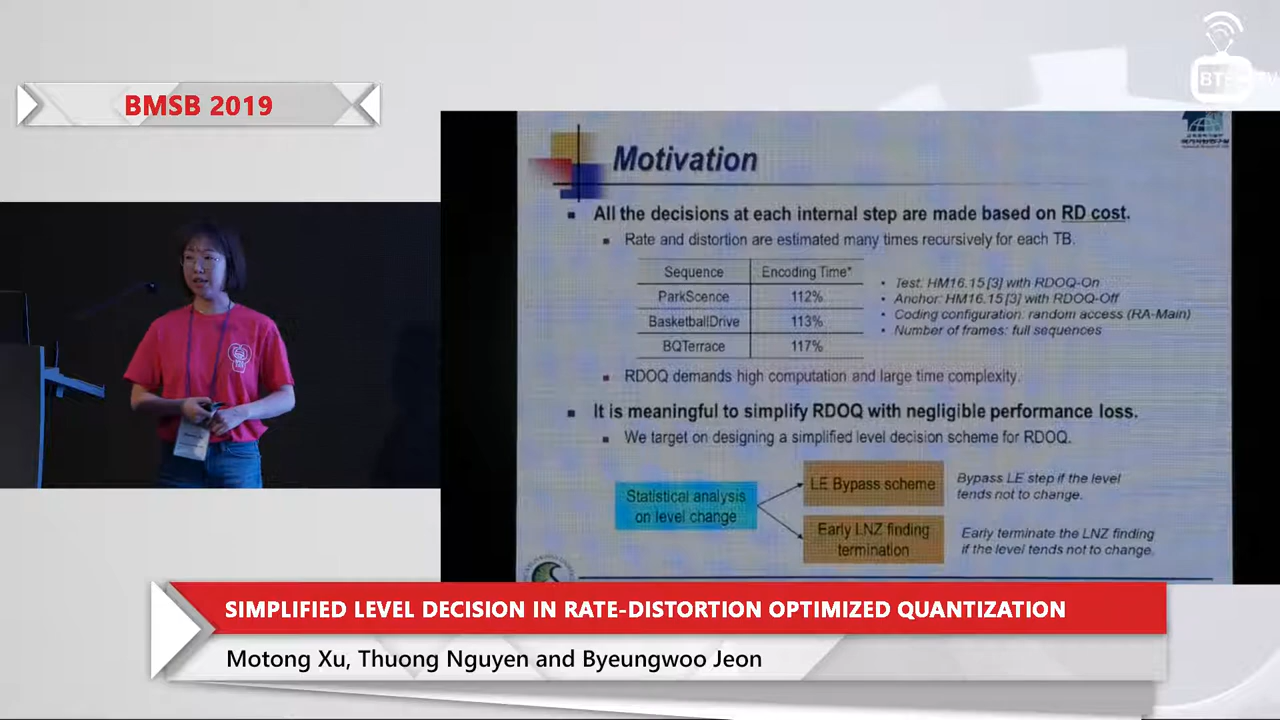 BTE TV
BMSB 2019
Motivation
All the decisions at each internal step are made based on RD cost.
Rate and distortion are estimated many times recursively for each TB.
Sequence Encoding Time*
ParkScence 112%
BasketballDrive 113%
BQTerrace 117%
Test: HM16.15 [3] with RDOQ-On
Anchor: HM16.15 [3] with RDOQ-Off
Coding configuration: random access (RA-Main)
Number of frames: full sequences
RDOQ demands high computation and large time complexity.
It is meaningful to simplify RDOQ with negligible performance loss.
We target on designing a simplified level decision scheme for RDOQ.
Statistical analysis
on level change
LE Bypass scheme
Bypass LE step if the level
tends not to change.
Early LNZ finding
termination
Early terminate the LNZ finding
if the level tends not to change.
SIMPLIFIED LEVEL DECISION IN RATE-DISTORTION OPTIMIZED QUANTIZATION
Motong Xu, Thuong Nguyen and Byeungwoo Jeon